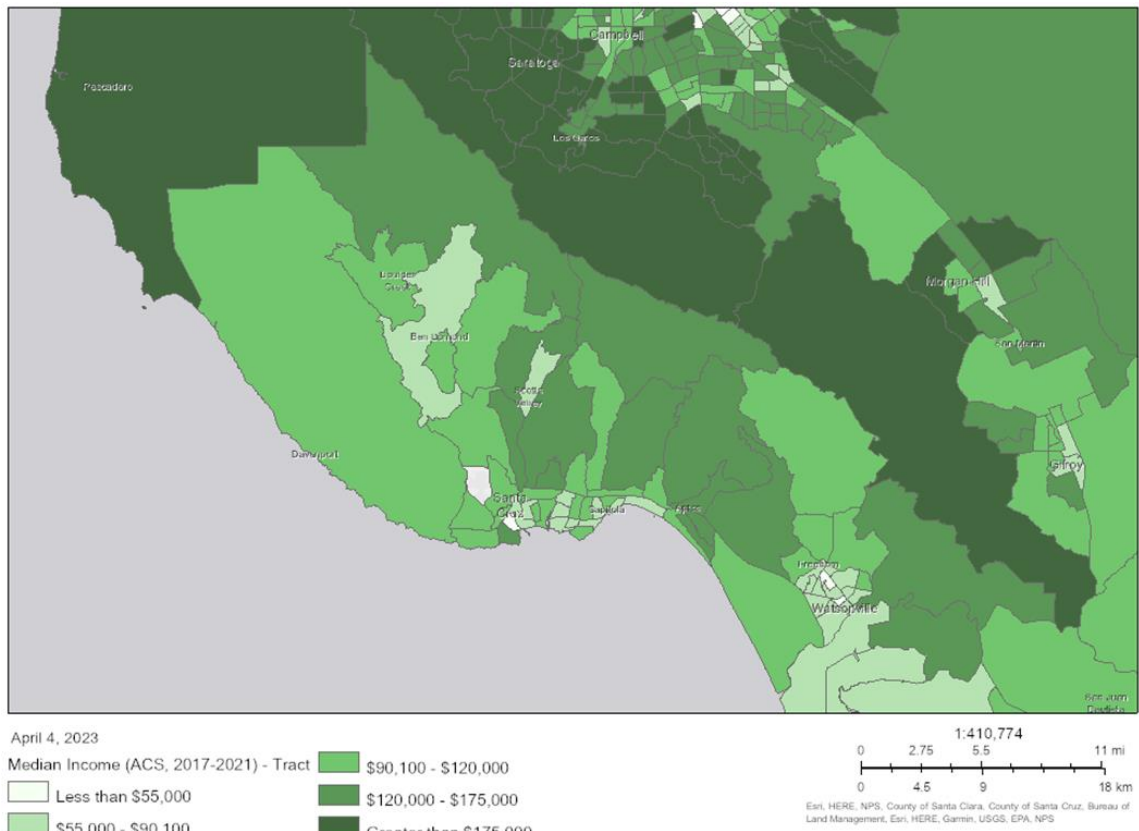 Campbell
Saratoga
Pescadero
Los Gatos
Morgan Hill
Boulder
Creek
Ben Lomond
San Martin
Scotts
Valley
Davenport
Gilroy
Santa
Cruz
Capitola
Aptos
Freedom
Watsonville
San Juan
Bautista
April 4, 2023
Median Income (ACS, 2017-2021) - Tract
Less than $55,000
$55,000 - $90,100
$90,100 - $120,000
$120,000 - $175,000
Greater than $175,000
1:410,774
0 2.75 5.5 11 mi
0 4.5 9 18 km
Esri, HERE, NPS, County of Santa Clara, County of Santa Cruz, Bureau of
Land Management, Esri, HERE, Garmin, USGS, EPA, NPS